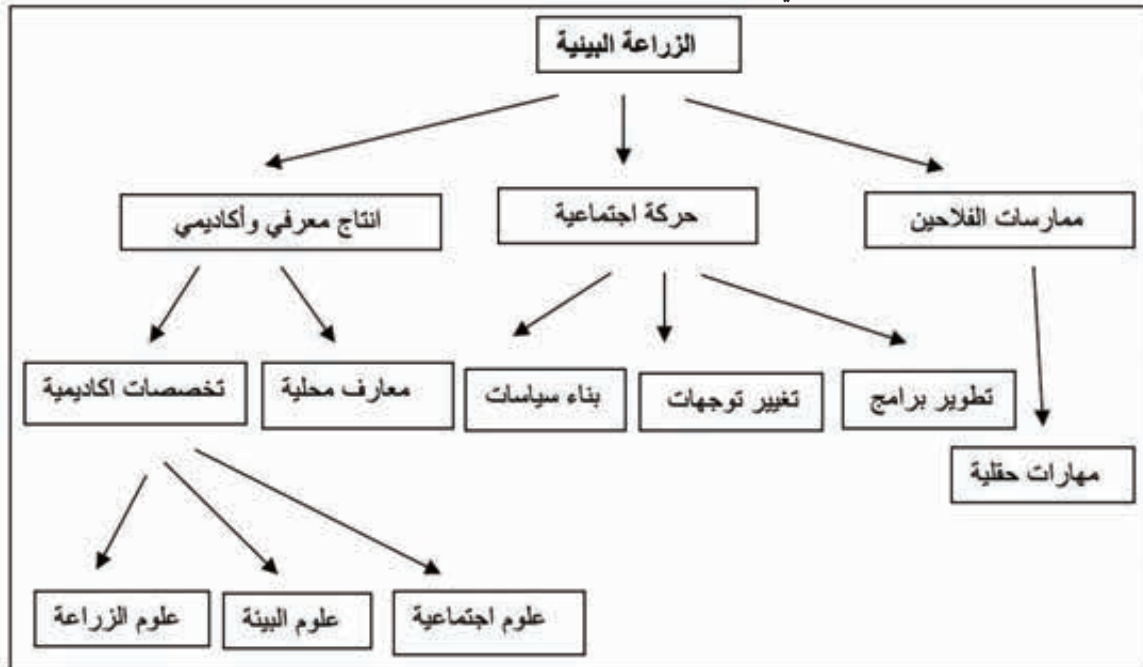 الزراعة البيئية
ممارسات الفلاحين
حركة اجتماعية
انتاج معرفي وأكاديمي
تطوير برامج
تغيير توجهات
بناء سياسات
معارف محلية
تخصصات اكاديمية
مهارات حقلية
علوم اجتماعية
علوم البيئة
علوم الزراعة